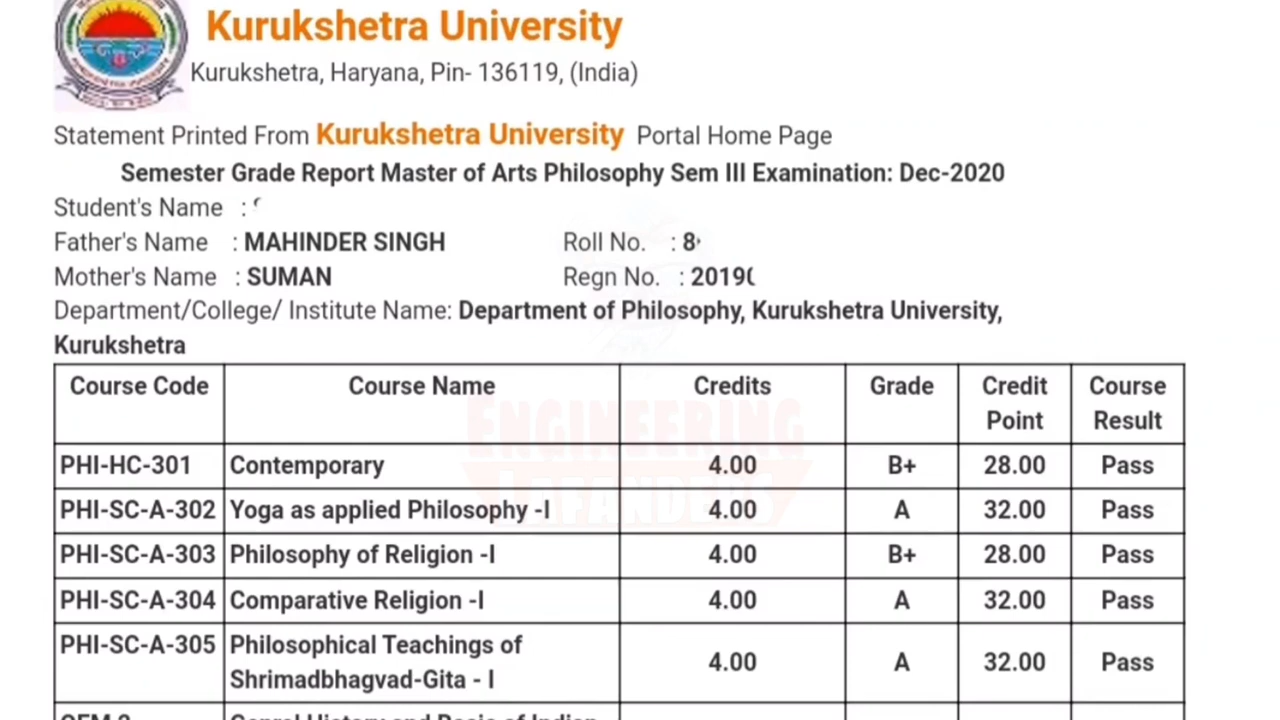 Kurukshetra University
Kurukshetra, Haryana, Pin- 136119, (India)
Statement Printed From Kurukshetra University Portal Home Page
Semester Grade Report Master of Arts Philosophy Sem III Examination: Dec-2020
Student's Name :
Father's Name : MAHINDER SINGH Roll No. : 8
Mother's Name : SUMAN Regn No. : 2019
Department/College/ Institute Name: Department of Philosophy, Kurukshetra University,
Kurukshetra
Course Code Course Name Credits Grade Credit Point Course Result
PHI-HC-301 Contemporary 4.00 B+ 28.00 Pass
PHI-SC-A-302 Yoga as applied Philosophy -I 4.00 A 32.00 Pass
PHI-SC-A-303 Philosophy of Religion -I 4.00 B+ 28.00 Pass
PHI-SC-A-304 Comparative Religion -I 4.00 A 32.00 Pass
PHI-SC-A-305 Philosophical Teachings of
Shrimadbhagvad-Gita - I 4.00 A 32.00 Pass
ENGINEERING
LAFANDERS